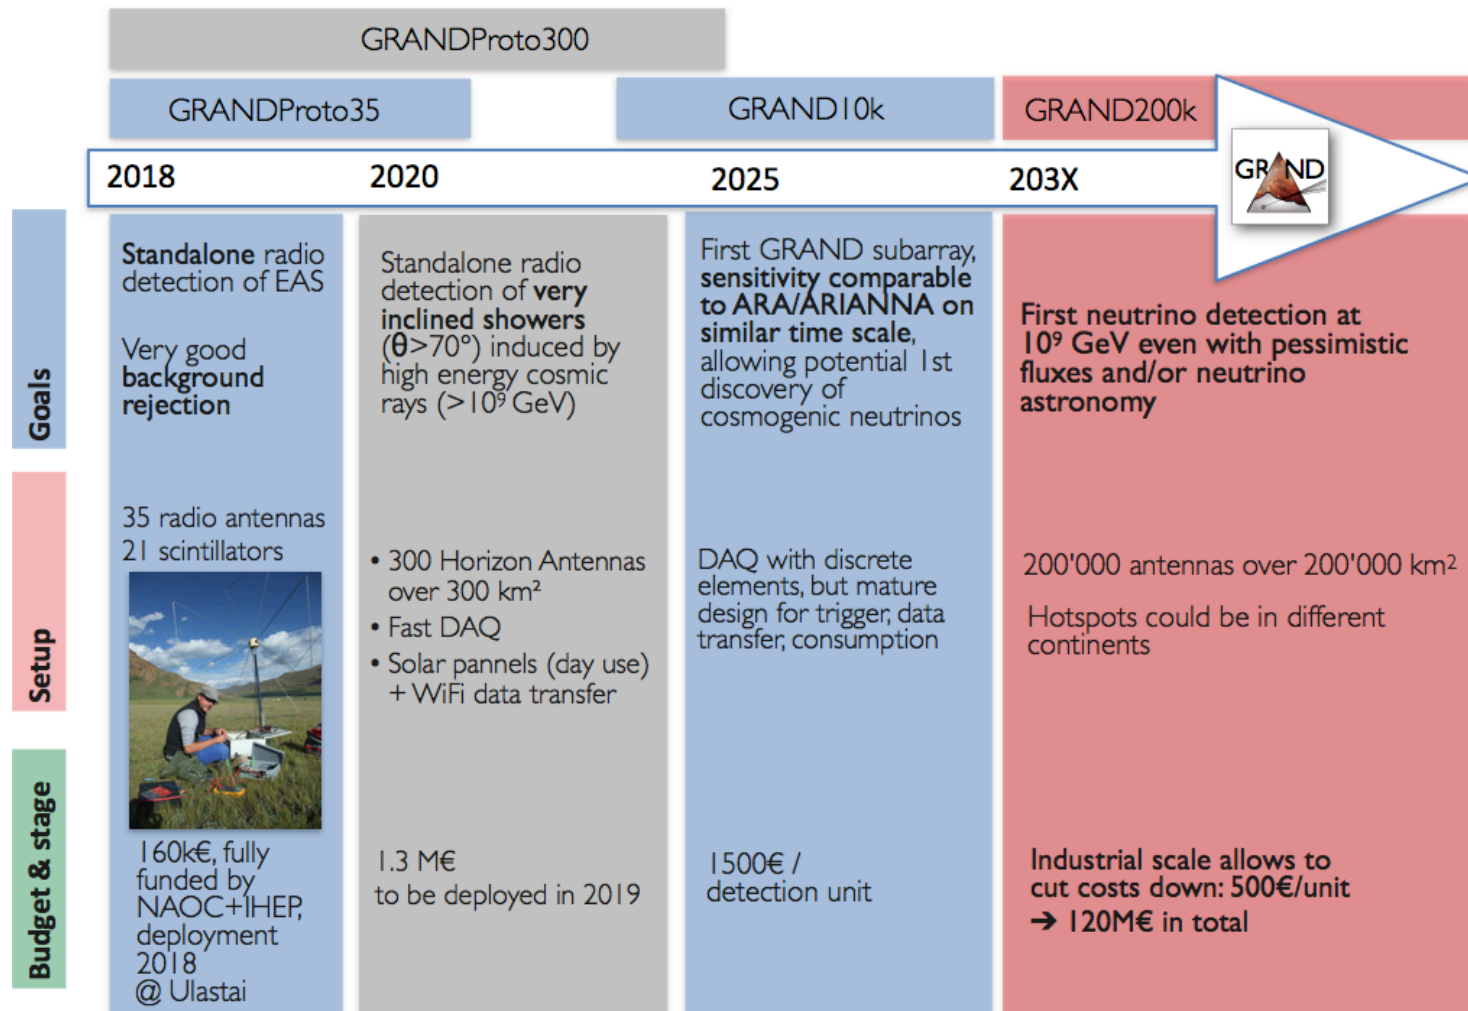 GRANDProto300
GRANDProto35
GRAND10k
GRAND200k
2018
2020
2025
203X
GRAND
Goals
Standalone radio
detection of EAS
Very good
background
rejection
Standalone radio
detection of very
inclined showers
(θ>70°) induced by
high energy cosmic
rays (>10⁹ GeV)
First GRAND subarray,
sensitivity comparable
to ARA/ARIANNA on
similar time scale,
allowing potential 1st
discovery of
cosmogenic neutrinos
First neutrino detection at
10⁹ GeV even with pessimistic
fluxes and/or neutrino
astronomy
Setup
35 radio antennas
21 scintillators
• 300 Horizon Antennas
over 300 km²
• Fast DAQ
• Solar pannels (day use)
+ WiFi data transfer
DAQ with discrete
elements, but mature
design for trigger, data
transfer, consumption
200'000 antennas over 200'000 km²
Hotspots could be in different
continents
Budget & stage
160k€, fully
funded by
NAOC+IHEP,
deployment
2018
@ Ulastai
1.3 M€
to be deployed in 2019
1500€ /
detection unit
Industrial scale allows to
cut costs down: 500€/unit
➔ 120M€ in total